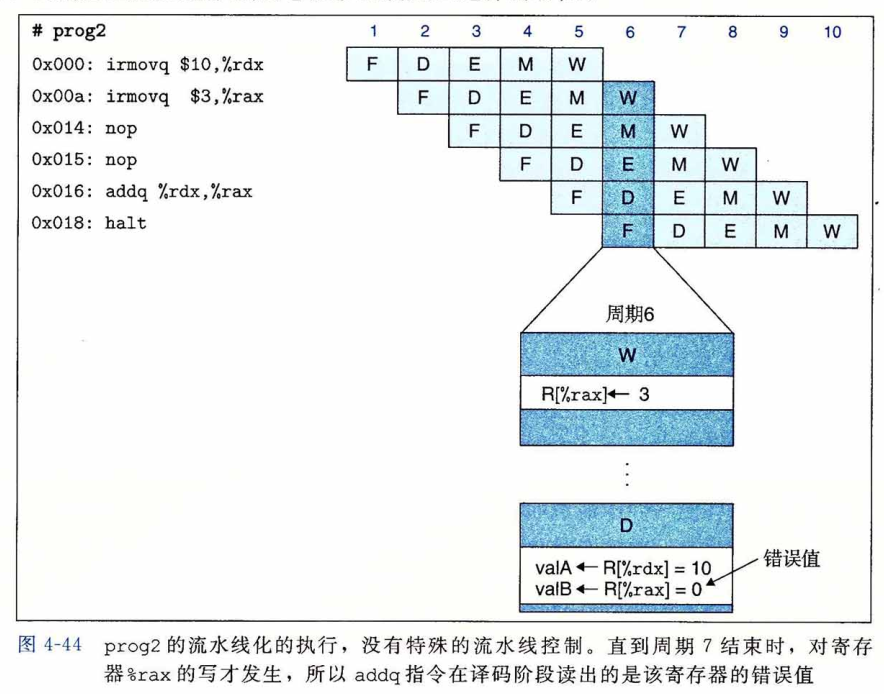 # prog2 1 2 3 4 5 6 7 8 9 10
0x000: irmovq $10,%rdx F D E M W
0x00a: irmovq $3,%rax F D E M W
0x014: nop F D E M W
0x015: nop F D E M W
0x016: addq %rdx,%rax F D E M W
0x018: halt F D E M W
周期6
W
R[%rax]← 3
⋮
D
valA ← R[%rdx] = 10
valB ← R[%rax] = 0
错误值
图 4-44 prog2 的流水线化的执行，没有特殊的流水线控制。直到周期 7 结束时，对寄存
器%rax 的写才发生，所以 addq 指令在译码阶段读出的是该寄存器的错误值